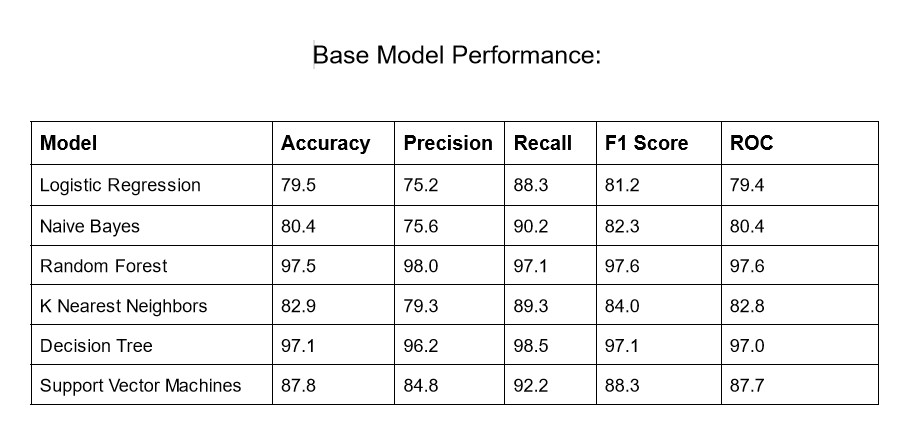 Base Model Performance:
Model Accuracy Precision Recall F1 Score ROC
Logistic Regression 79.5 75.2 88.3 81.2 79.4
Naive Bayes 80.4 75.6 90.2 82.3 80.4
Random Forest 97.5 98.0 97.1 97.6 97.6
K Nearest Neighbors 82.9 79.3 89.3 84.0 82.8
Decision Tree 97.1 96.2 98.5 97.1 97.0
Support Vector Machines 87.8 84.8 92.2 88.3 87.7